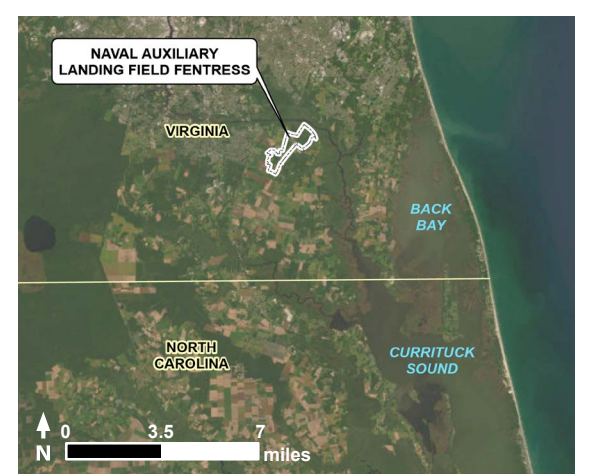 NAVAL AUXILIARY
LANDING FIELD FENTRESS
VIRGINIA
BACK
BAY
NORTH
CAROLINA
CURRITUCK
SOUND
N
0 3.5 7
miles